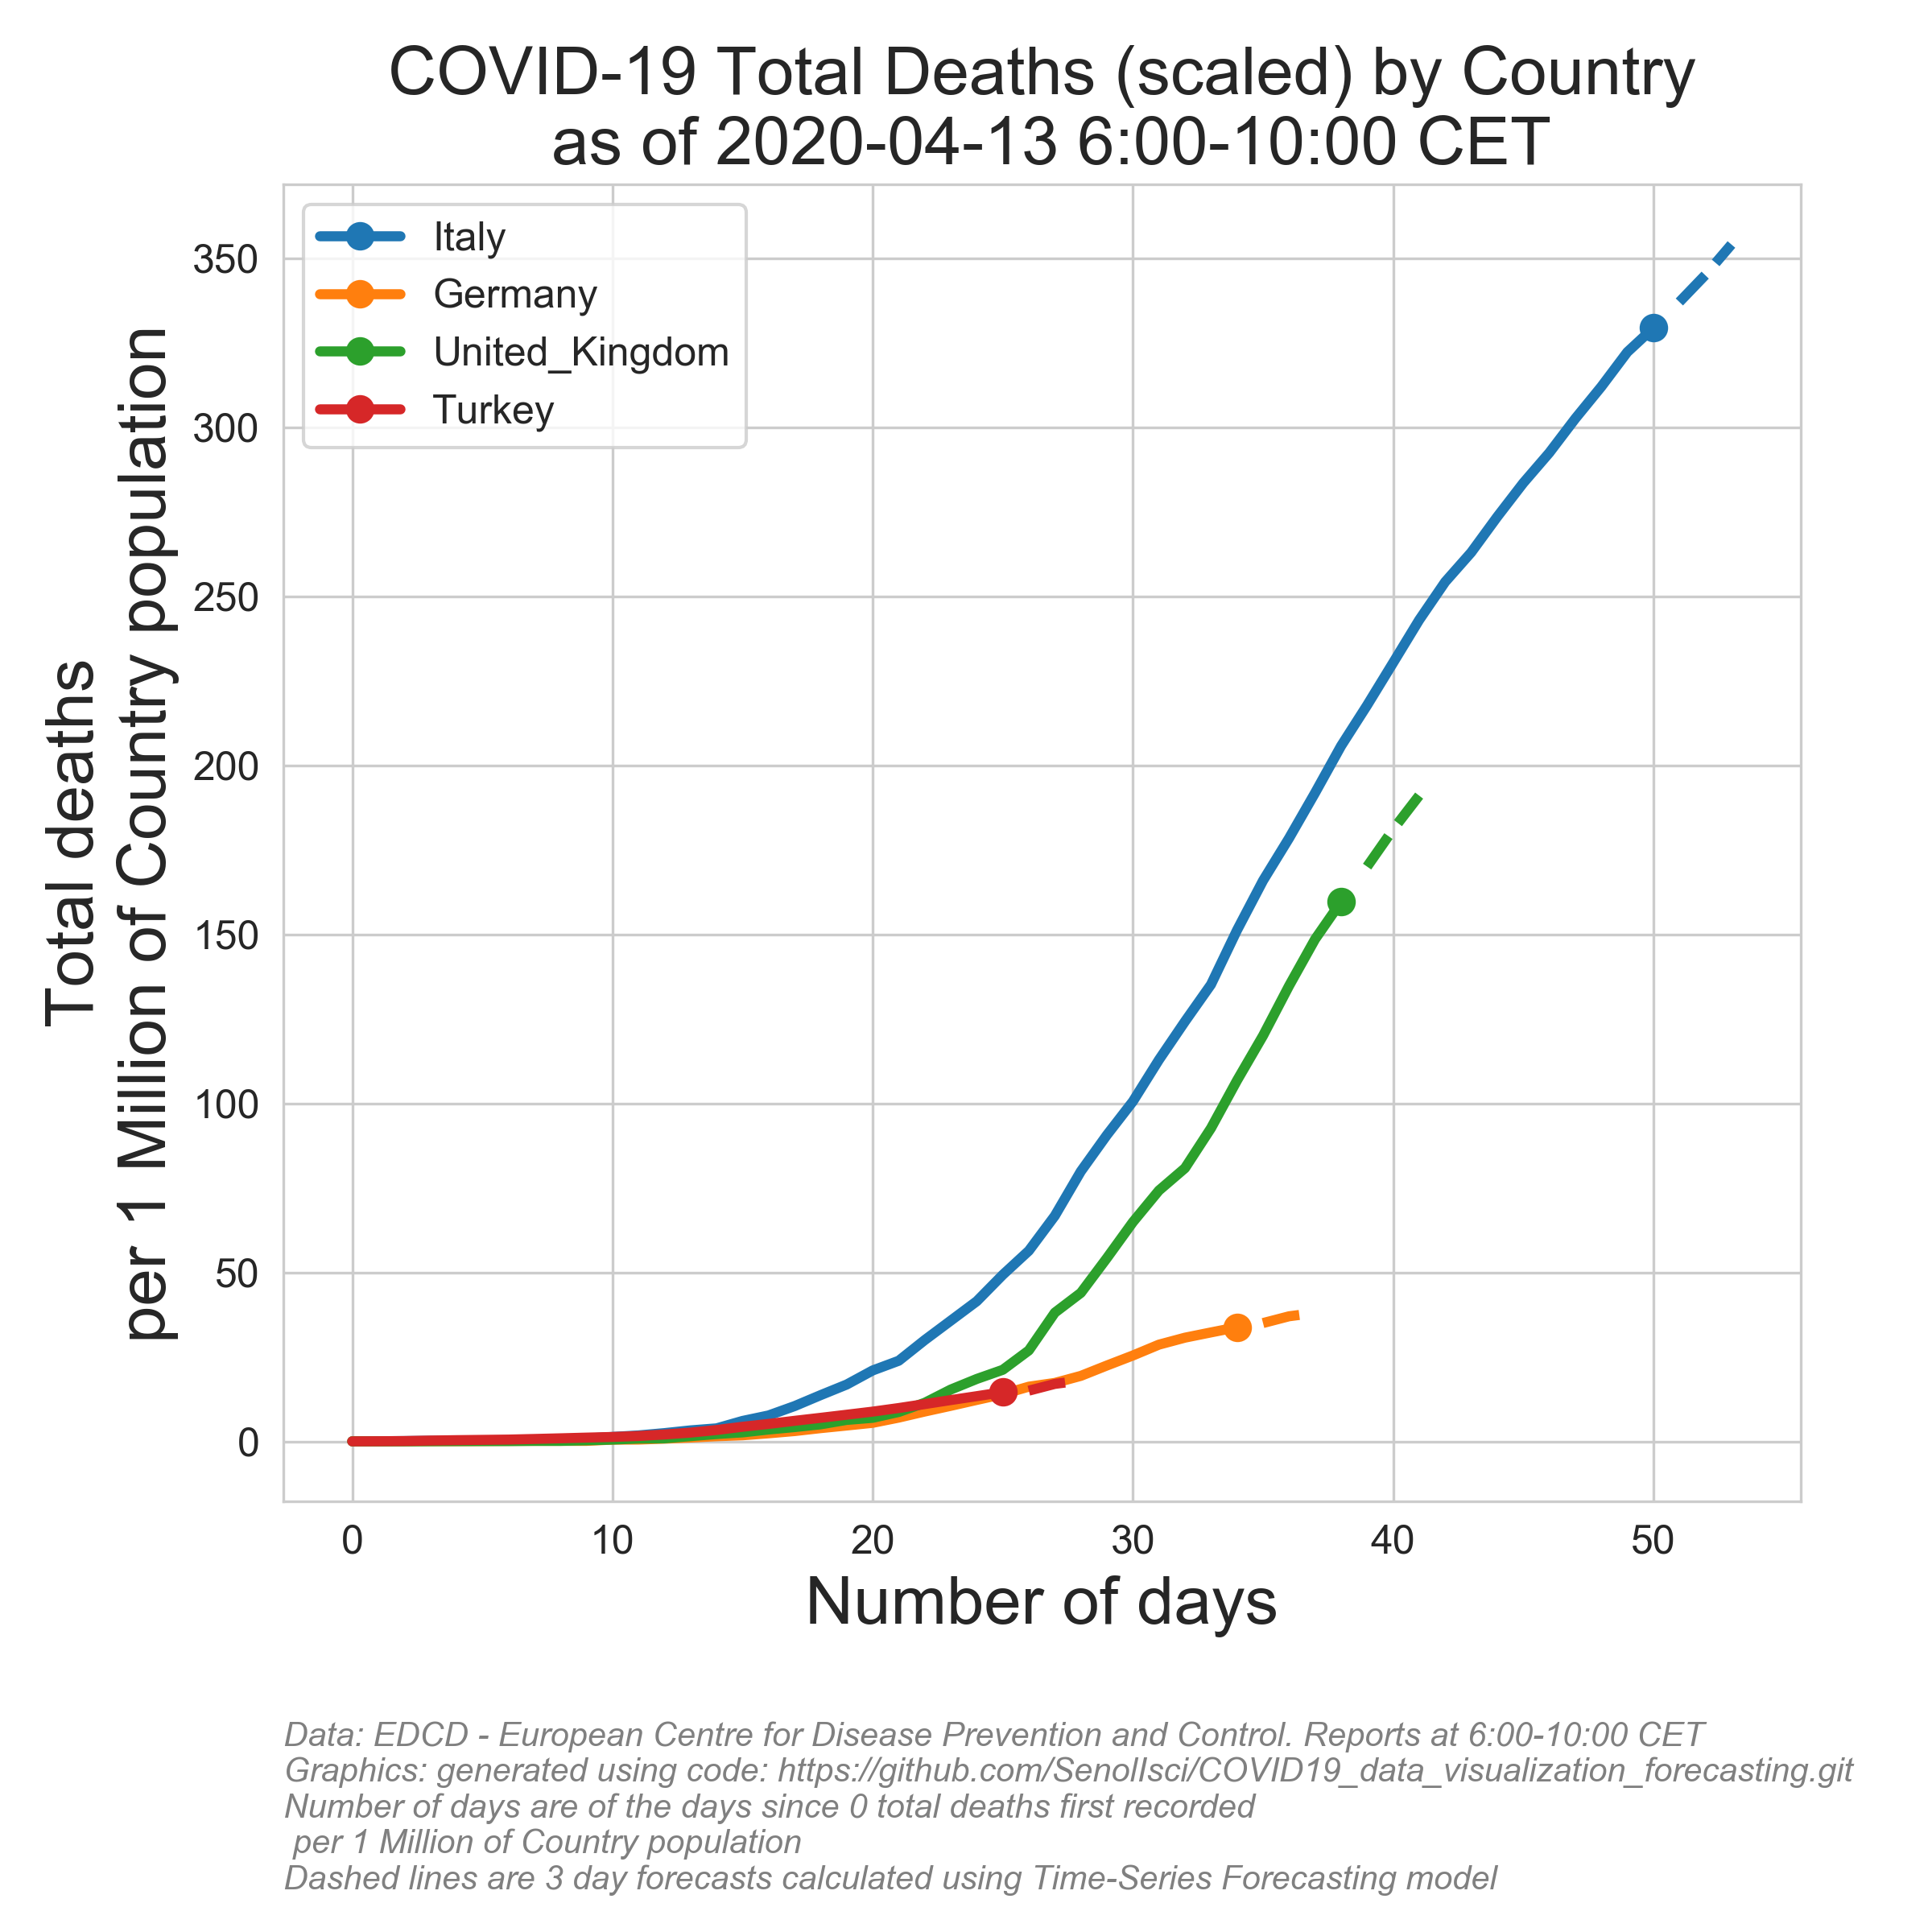 COVID-19 Total Deaths (scaled) by Country
as of 2020-04-13 6:00-10:00 CET
Italy
Germany
United_Kingdom
Turkey
Total deaths
per 1 Million of Country population
350
300
250
200
150
100
50
0
0 10 20 30 40 50
Number of days
Data: EDCD - European Centre for Disease Prevention and Control. Reports at 6:00-10:00 CET
Graphics: generated using code: https://github.com/SenolIsci/COVID19_data_visualization_forecasting.git
Number of days are of the days since 0 total deaths first recorded
per 1 Million of Country population
Dashed lines are 3 day forecasts calculated using Time-Series Forecasting model